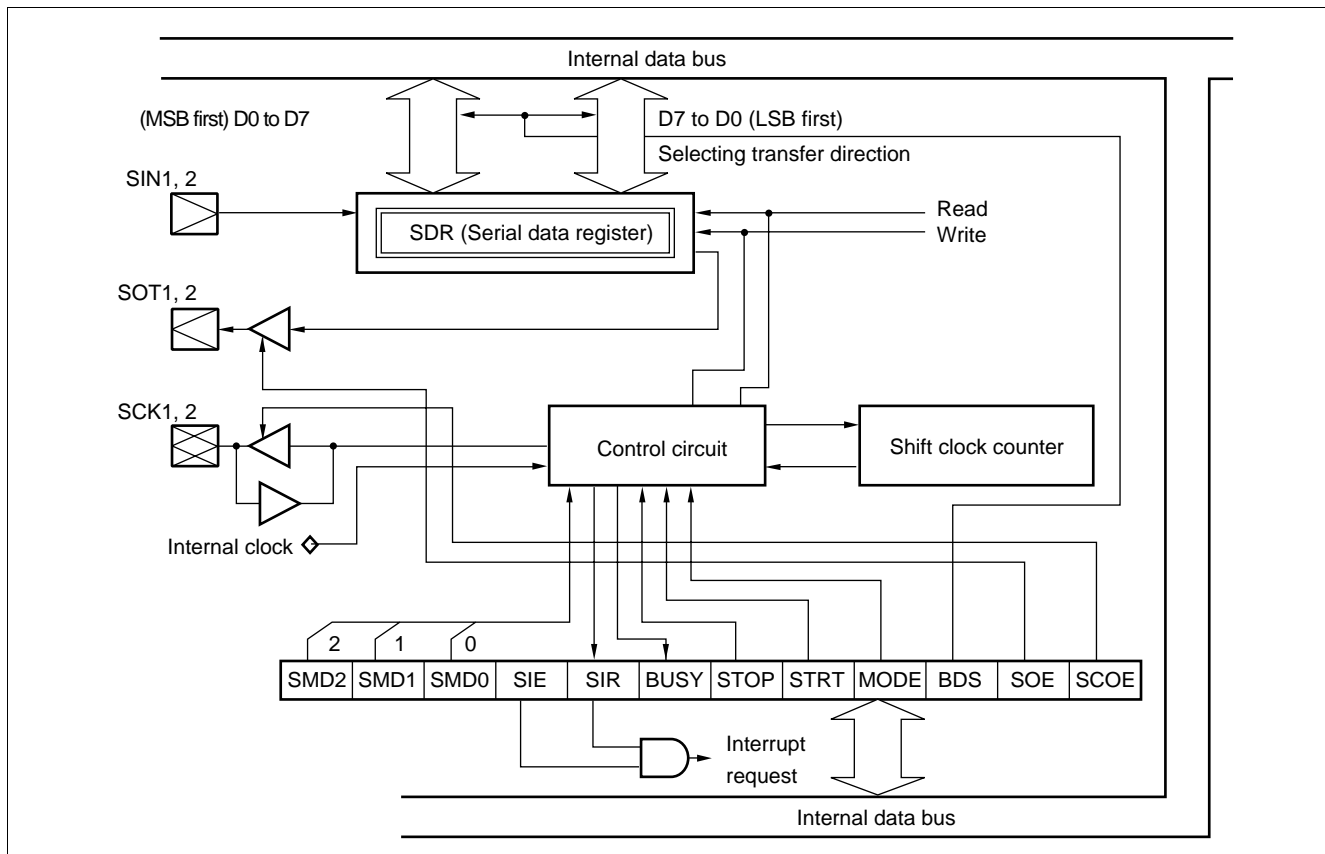 Internal data bus
(MSB first) D0 to D7
D7 to D0 (LSB first)
Selecting transfer direction
SIN1, 2
SDR (Serial data register)
Read
Write
SOT1, 2
SCK1, 2
Control circuit
Shift clock counter
Internal clock
2 1 0
SMD2 SMD1 SMD0 SIE SIR BUSY STOP STRT MODE BDS SOE SCOE
Interrupt
request
Internal data bus